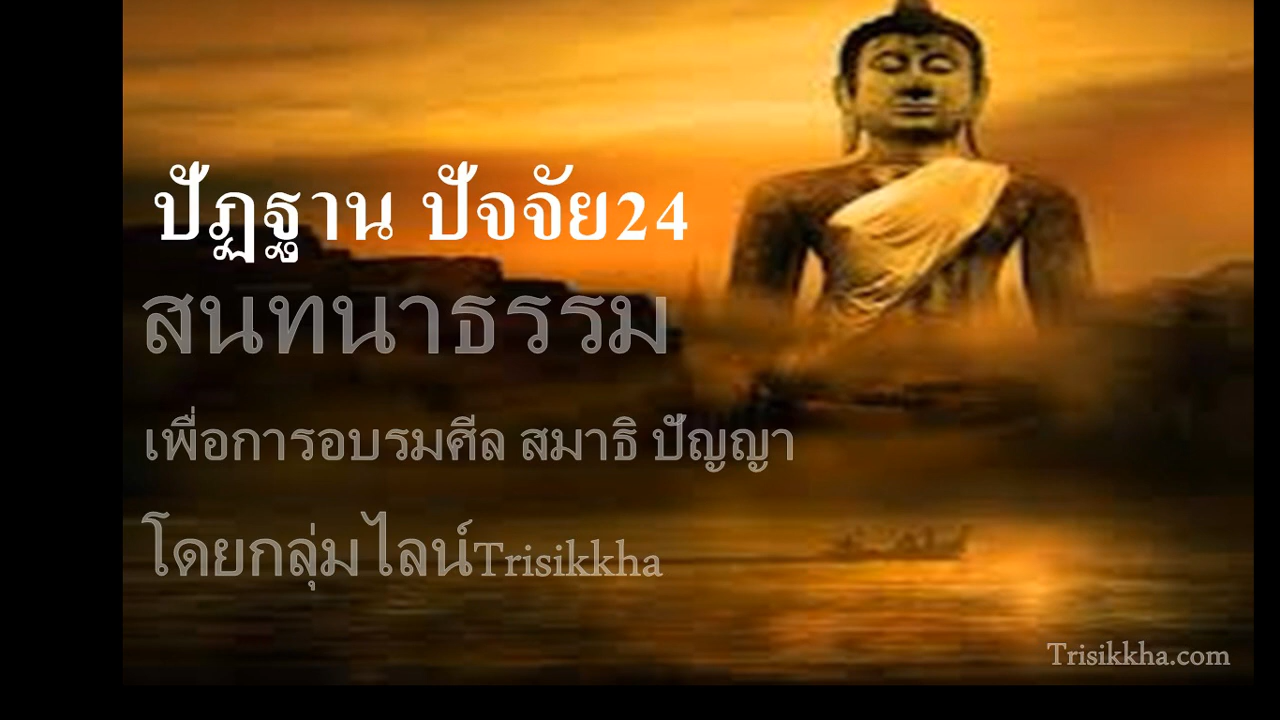 ปัฏฐาน ปัจจัย24
สนทนาธรรม
เพื่อการอบรมศีล สมาธิ ปัญญา
โดยกลุ่มไลน์Trisikkha
Trisikkha.com